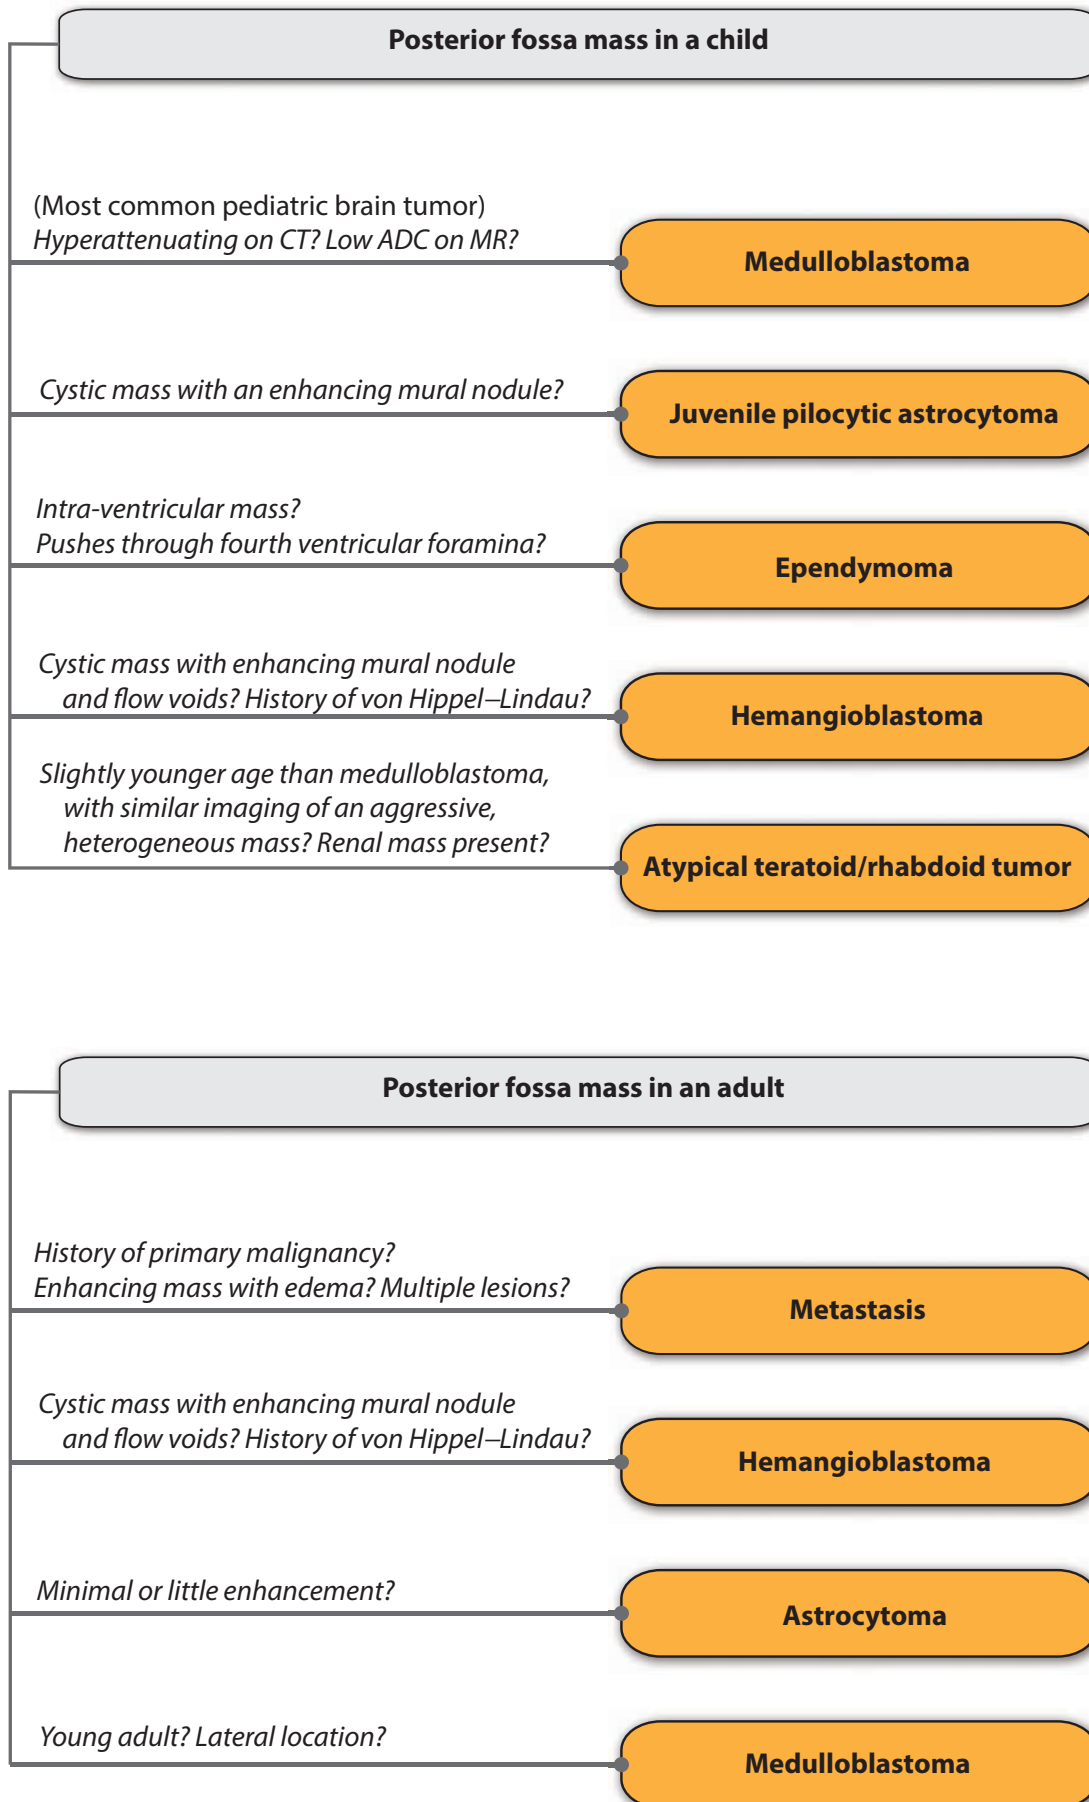 Posterior fossa mass in a child
(Most common pediatric brain tumor)
Hyperattenuating on CT? Low ADC on MR?
Medulloblastoma
Cystic mass with an enhancing mural nodule?
Juvenile pilocytic astrocytoma
Intra-ventricular mass?
Pushes through fourth ventricular foramina?
Ependymoma
Cystic mass with enhancing mural nodule
and flow voids? History of von Hippel–Lindau?
Hemangioblastoma
Slightly younger age than medulloblastoma,
with similar imaging of an aggressive,
heterogeneous mass? Renal mass present?
Atypical teratoid/rhabdoid tumor
Posterior fossa mass in an adult
History of primary malignancy?
Enhancing mass with edema? Multiple lesions?
Metastasis
Cystic mass with enhancing mural nodule
and flow voids? History of von Hippel–Lindau?
Hemangioblastoma
Minimal or little enhancement?
Astrocytoma
Young adult? Lateral location?
Medulloblastoma